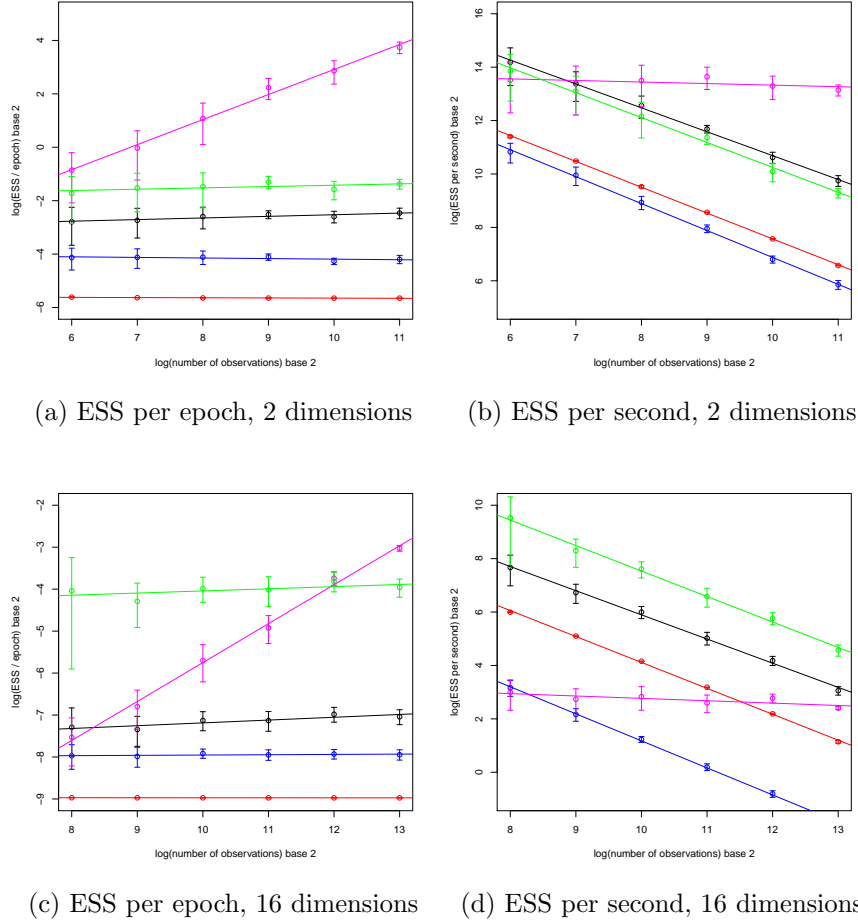 4
2
0
-2
-4
-6
log(ESS / epoch) base 2
6 7 8 9 10 11
log(number of observations) base 2
(a) ESS per epoch, 2 dimensions
16
14
12
10
8
6
log(ESS per second) base 2
6 7 8 9 10 11
log(number of observations) base 2
(b) ESS per second, 2 dimensions
-2
-3
-4
-5
-6
-7
-8
-9
log(ESS / epoch) base 2
8 9 10 11 12 13
log(number of observations) base 2
(c) ESS per epoch, 16 dimensions
10
8
6
4
2
0
log(ESS per second) base 2
8 9 10 11 12 13
log(number of observations) base 2
(d) ESS per second, 16 dimensions